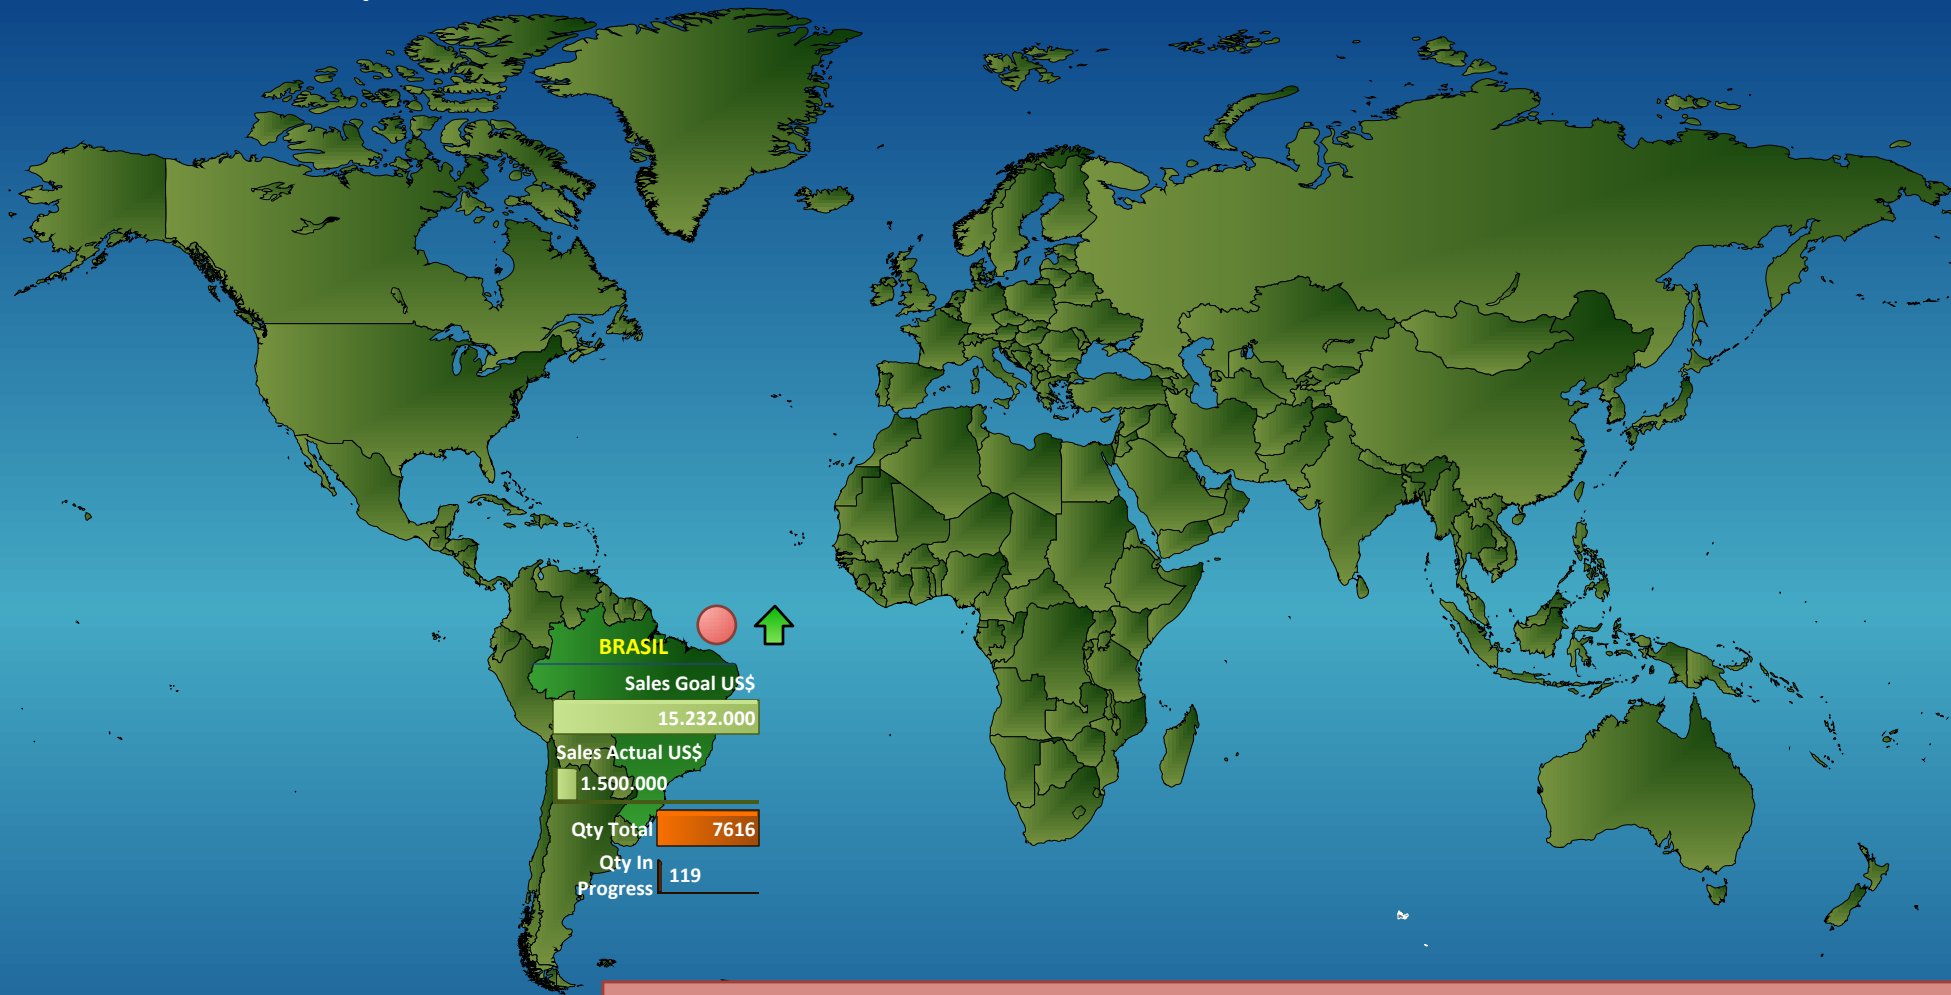 BRASIL
Sales Goal US$
15.232.000
Sales Actual US$
1.500.000
Qty Total
7616
Qty In
Progress
119